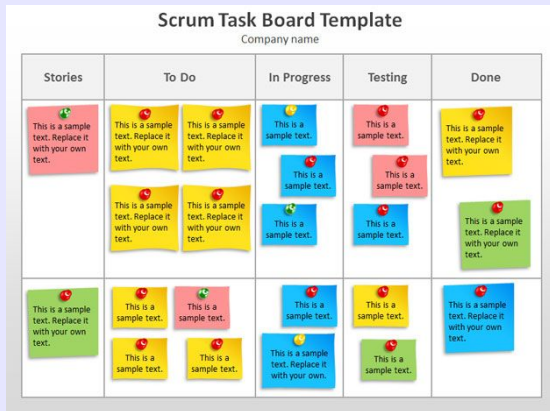 Scrum Task Board Template
Company name
Stories
To Do
In Progress
Testing
Done
This is a sample
text. Replace it
with your own
text.
This is a sample
text. Replace it
with your own
text.
This is a sample
text. Replace it
with your own
text.
This is a sample
text. Replace it
with your own
text.
This is a sample
text. Replace it
with your own
text.
This is a
sample text.
This is a
sample text.
This is a
sample text.
This is a
sample text.
This is a
sample text.
This is a
sample text.
This is a sample
text. Replace it
with your own
text.
This is a sample
text. Replace it
with your own
text.
This is a sample
text. Replace it
with your own
text.
This is a
sample text.
This is a
sample text.
This is a
sample text.
This is a
sample text.
This is a
sample text.
This is a sample
text. Replace it
with your own.
This is a
sample text.
This is a
sample text.
This is a sample
text. Replace it
with your own
text.